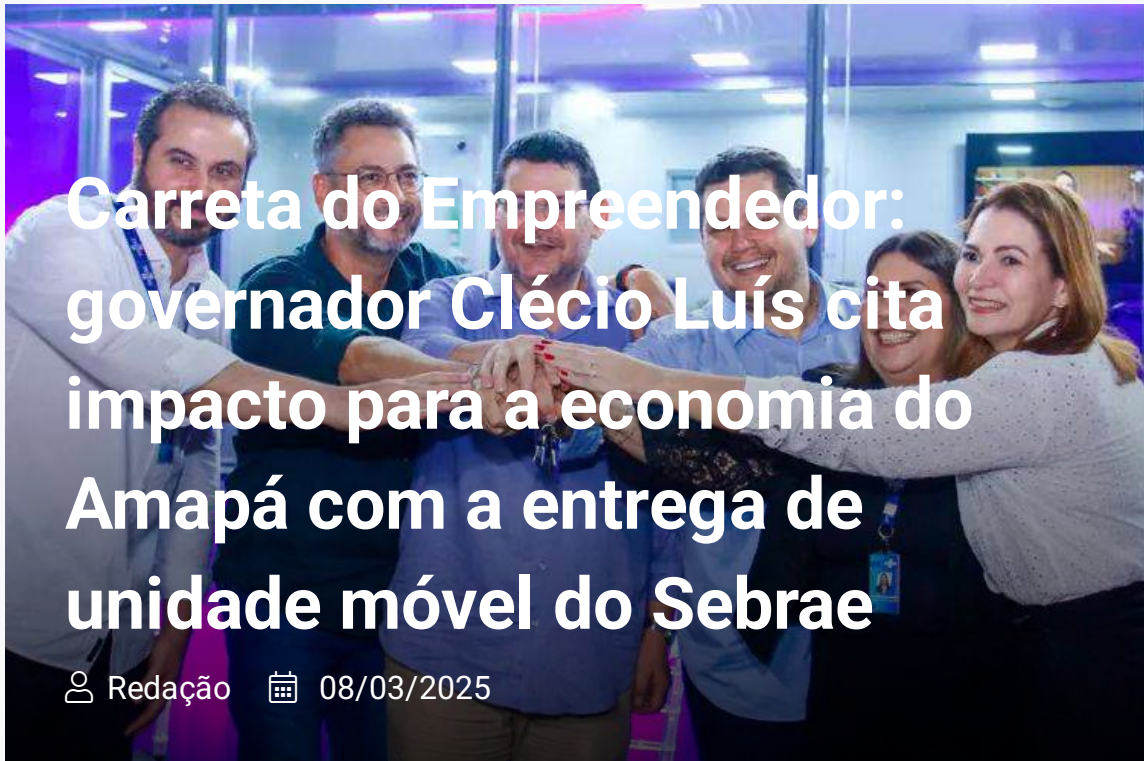 Carreta do Empreendedor:
governador Clécio Luís cita
impacto para a economia do
Amapá com a entrega de
unidade móvel do Sebrae
Redação 08/03/2025